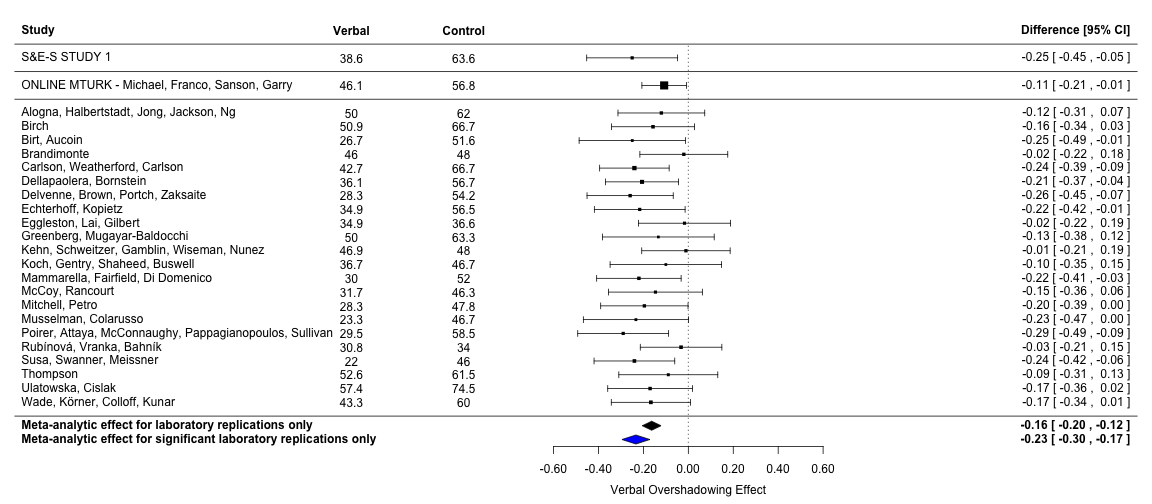 Study Verbal Control Difference [95% CI]
S&E-S STUDY 1 38.6 63.6 -0.25 [ -0.45 , -0.05 ]
ONLINE MTURK - Michael, Franco, Sanson, Garry 46.1 56.8 -0.11 [ -0.21 , -0.01 ]
Alogna, Halbertstadt, Jong, Jackson, Ng 50 62 -0.12 [ -0.31 , 0.07 ]
Birch 50.9 66.7 -0.16 [ -0.34 , 0.03 ]
Birt, Aucoin 26.7 51.6 -0.25 [ -0.49 , -0.01 ]
Brandimonte 46 48 -0.02 [ -0.22 , 0.18 ]
Carlson, Weatherford, Carlson 42.7 66.7 -0.24 [ -0.39 , -0.09 ]
Dellapaolera, Bornstein 36.1 56.7 -0.21 [ -0.37 , -0.04 ]
Delvenne, Brown, Portch, Zaksaite 28.3 54.2 -0.26 [ -0.45 , -0.07 ]
Echterhoff, Kopietz 34.9 56.5 -0.22 [ -0.42 , -0.01 ]
Eggleston, Lai, Gilbert 34.9 36.6 -0.02 [ -0.22 , 0.19 ]
Greenberg, Mugayar-Baldocchi 50 63.3 -0.13 [ -0.38 , 0.12 ]
Kehn, Schweitzer, Gamblin, Wiseman, Nunez 46.9 48 -0.01 [ -0.21 , 0.19 ]
Koch, Gentry, Shaheed, Buswell 36.7 46.7 -0.10 [ -0.35 , 0.15 ]
Mammarella, Fairfield, Di Domenico 30 52 -0.22 [ -0.41 , -0.03 ]
McCoy, Rancourt 31.7 46.3 -0.15 [ -0.36 , 0.06 ]
Mitchell, Petro 28.3 47.8 -0.20 [ -0.39 , 0.00 ]
Musselman, Colarusso 23.3 46.7 -0.23 [ -0.47 , 0.00 ]
Poirer, Attaya, McConnaughy, Pappagianopoulos, Sullivan 29.5 58.5 -0.29 [ -0.49 , -0.09 ]
Rubínová, Vranka, Bahník 30.8 34 -0.03 [ -0.21 , 0.15 ]
Susa, Swanner, Meissner 22 46 -0.24 [ -0.42 , -0.06 ]
Thompson 52.6 61.5 -0.09 [ -0.31 , 0.13 ]
Ulatowska, Cislak 57.4 74.5 -0.17 [ -0.36 , 0.02 ]
Wade, Körner, Colloff, Kunar 43.3 60 -0.17 [ -0.34 , 0.01 ]
Meta-analytic effect for laboratory replications only -0.16 [ -0.20 , -0.12 ]
Meta-analytic effect for significant laboratory replications only -0.23 [ -0.30 , -0.17 ]
-0.60 -0.40 -0.20 0.00 0.20 0.40 0.60
Verbal Overshadowing Effect